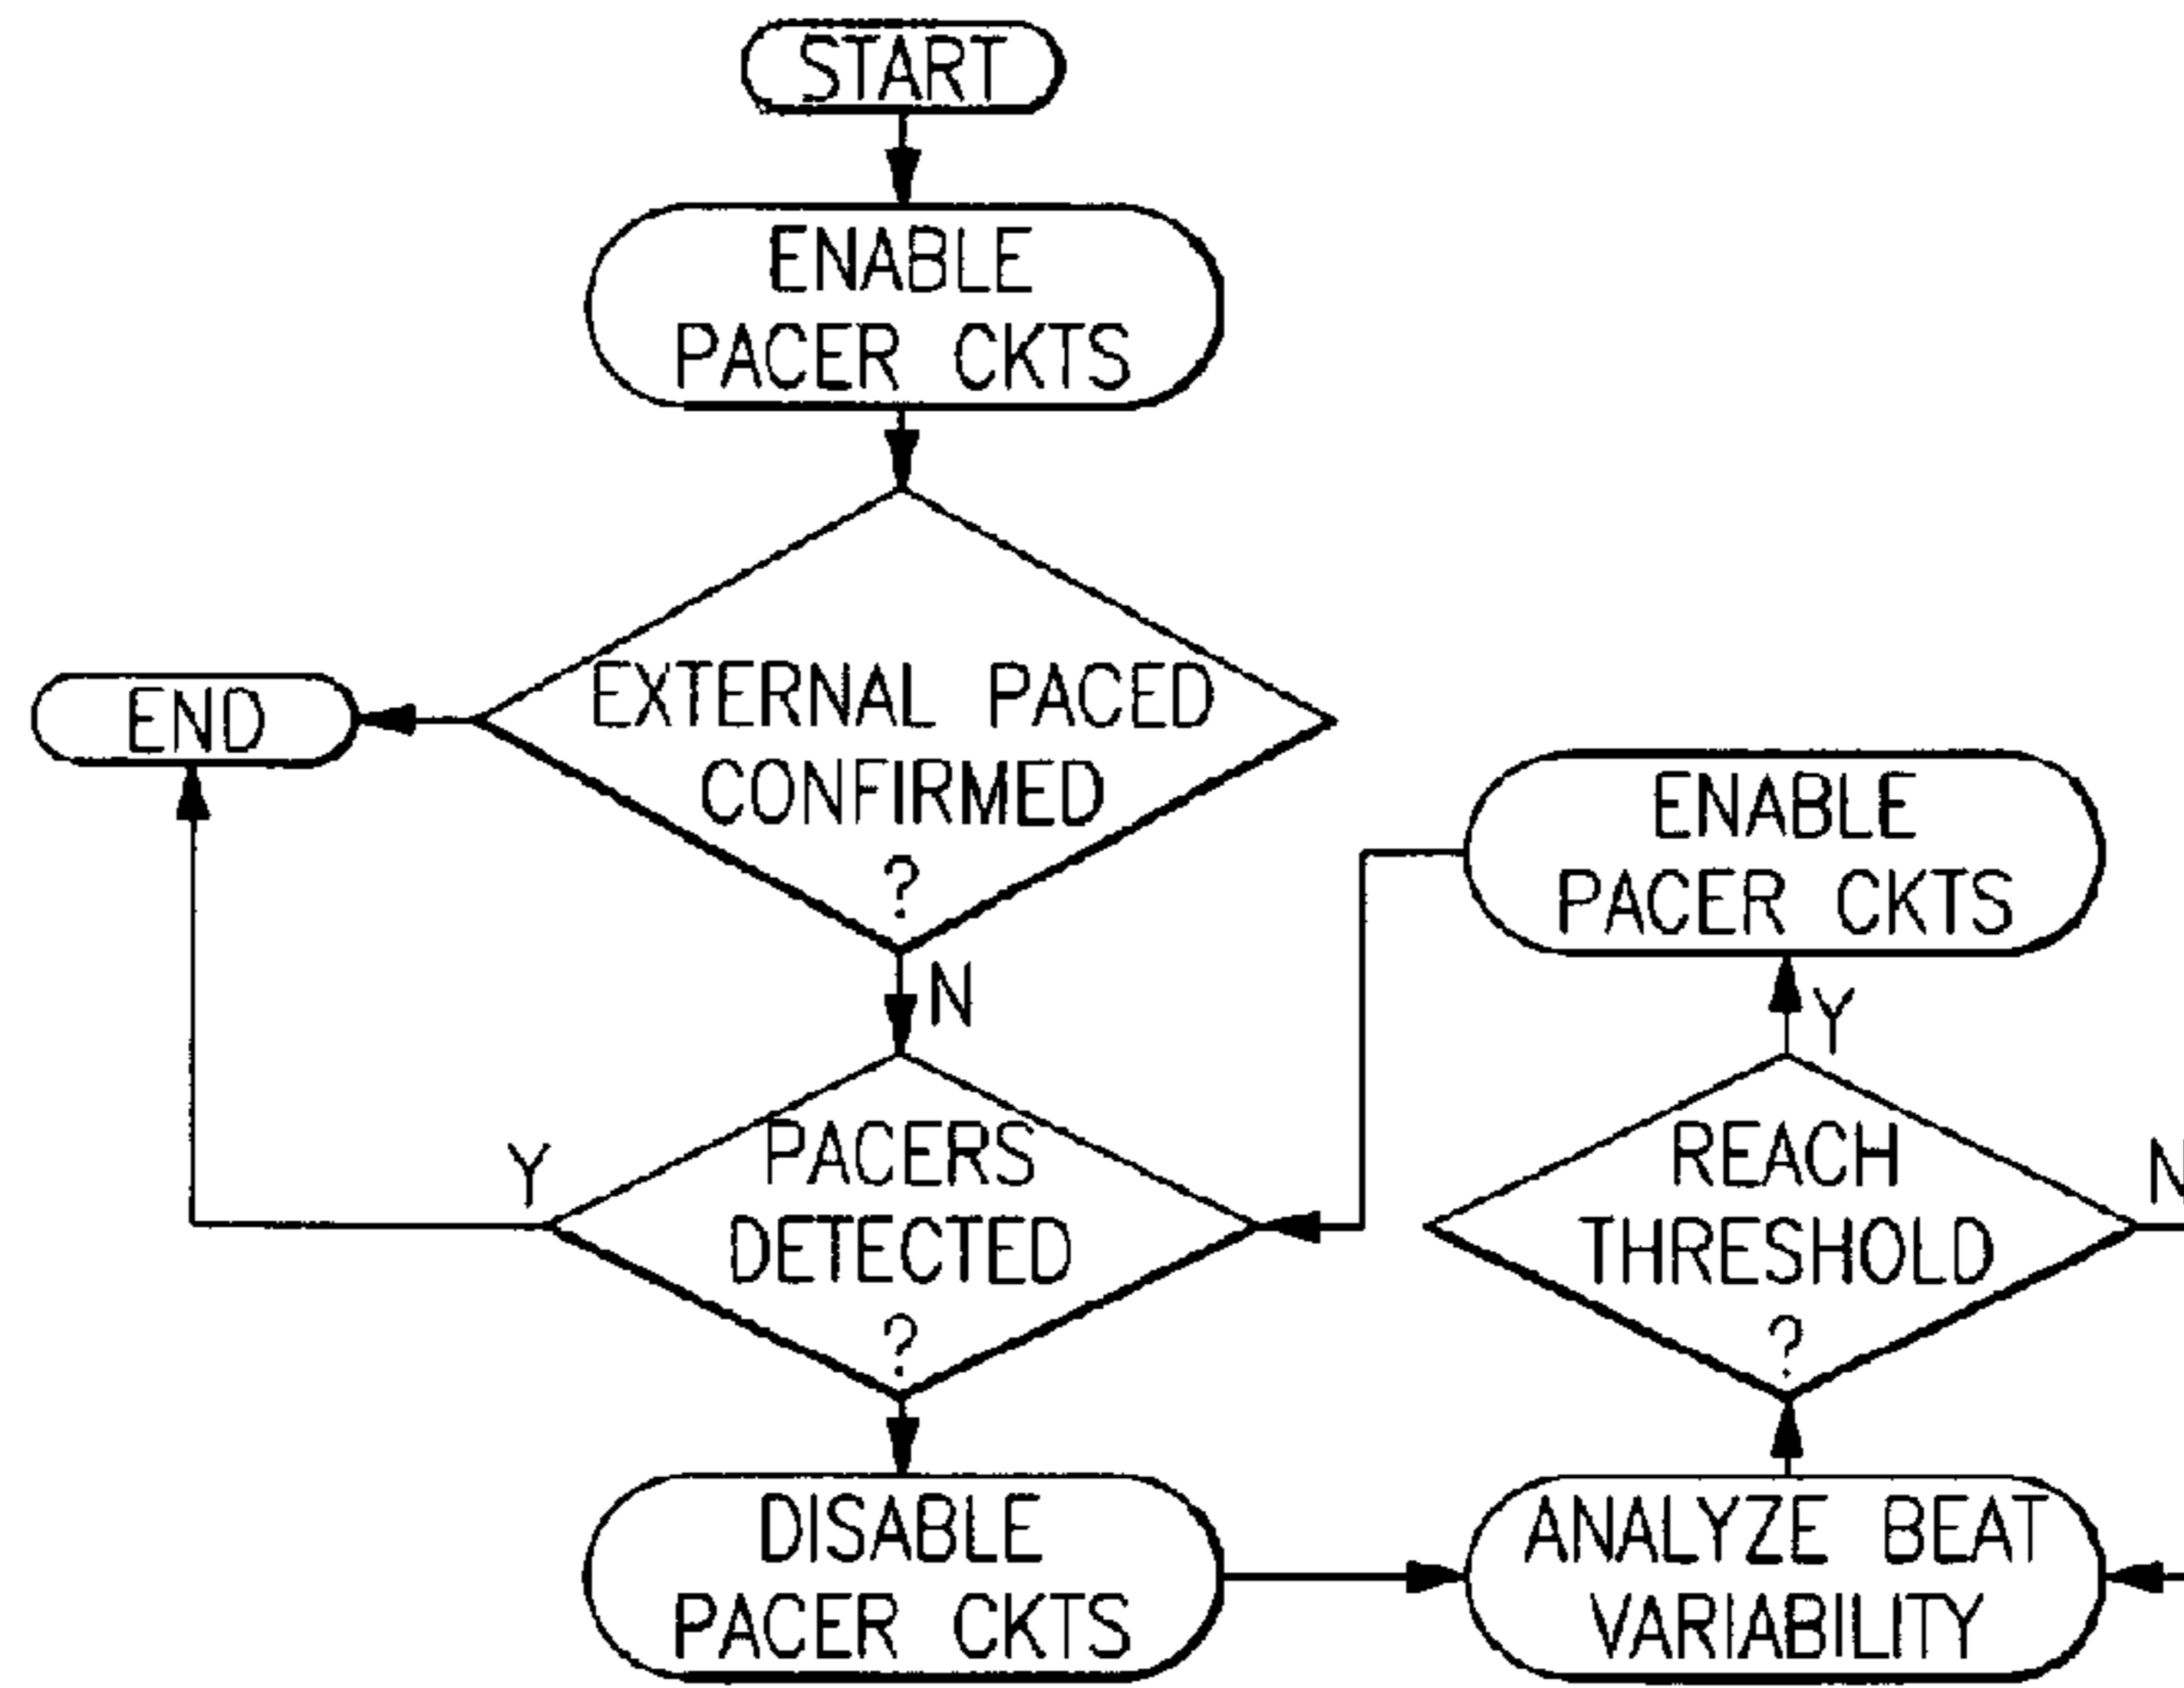 START
ENABLE
PACER CKTS
EXTERNAL PACED
CONFIRMED
?
END
N
ENABLE
PACER CKTS
Y
PACERS
DETECTED
?
Y
REACH
THRESHOLD
?
N
DISABLE
PACER CKTS
ANALYZE BEAT
VARIABILITY